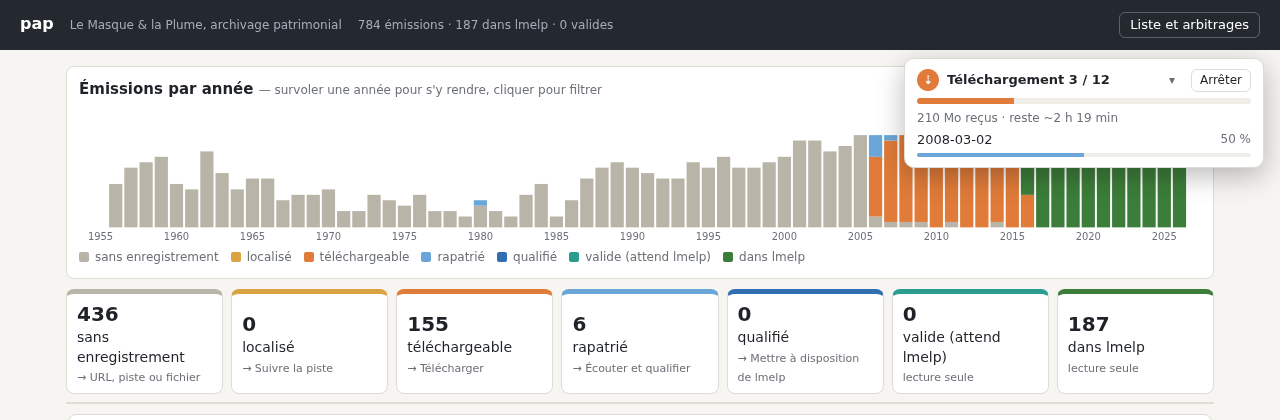 pap Le Masque & la Plume, archivage patrimonial 784 émissions · 187 dans lmelp · 0 valides Liste et arbitrages
Émissions par année — survoler une année pour s'y rendre, cliquer pour filtrer
↓ Téléchargement 3 / 12 ▾ Arrêter
210 Mo reçus · reste ~2 h 19 min
2008-03-02 50 %
1955 1960 1965 1970 1975 1980 1985 1990 1995 2000 2005 2010 2015 2020 2025
sans enregistrement localisé téléchargeable rapatrié qualifié valide (attend lmelp) dans lmelp
436
sans
enregistrement
→ URL, piste ou fichier
0
localisé
→ Suivre la piste
155
téléchargeable
→ Télécharger
6
rapatrié
→ Écouter et qualifier
0
qualifié
→ Mettre à disposition
de lmelp
0
valide (attend
lmelp)
lecture seule
187
dans lmelp
lecture seule